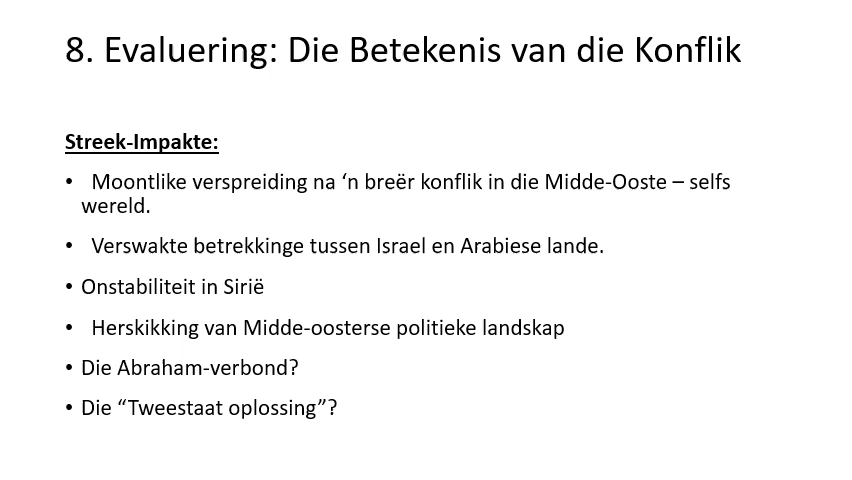 8. Evaluering: Die Betekenis van die Konflik
Streek-Impakte:
• Moontlike verspreiding na ‘n breër konflik in die Midde-Ooste – selfs
wereld.
• Verswakte betrekkinge tussen Israel en Arabiese lande.
• Onstabiliteit in Sirië
• Herskikking van Midde-oosterse politieke landskap
• Die Abraham-verbond?
• Die “Tweestaat oplossing”?